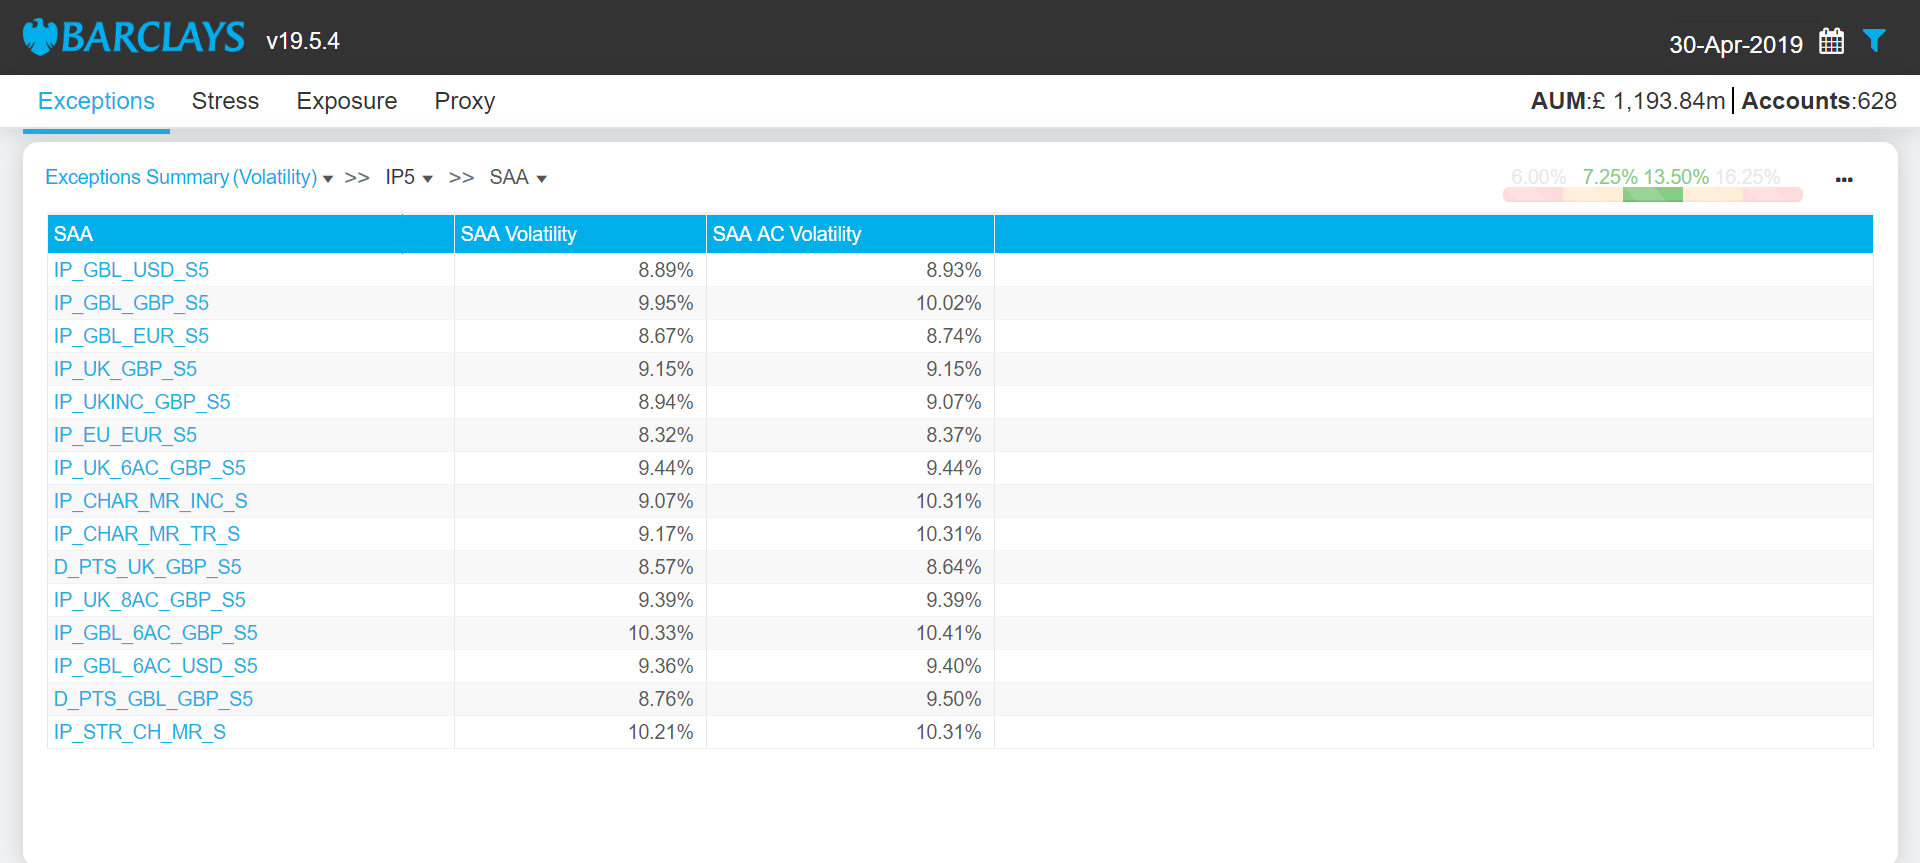 BARCLAYS v19.5.4 30-Apr-2019
Exceptions Stress Exposure Proxy AUM:£ 1,193.84m Accounts:628
Exceptions Summary (Volatility) >> IP5 >> SAA 6.00% 7.25% 13.50% 16.25% ...
SAA SAA Volatility SAA AC Volatility
IP_GBL_USD_S5 8.89% 8.93%
IP_GBL_GBP_S5 9.95% 10.02%
IP_GBL_EUR_S5 8.67% 8.74%
IP_UK_GBP_S5 9.15% 9.15%
IP_UKINC_GBP_S5 8.94% 9.07%
IP_EU_EUR_S5 8.32% 8.37%
IP_UK_6AC_GBP_S5 9.44% 9.44%
IP_CHAR_MR_INC_S 9.07% 10.31%
IP_CHAR_MR_TR_S 9.17% 10.31%
D_PTS_UK_GBP_S5 8.57% 8.64%
IP_UK_8AC_GBP_S5 9.39% 9.39%
IP_GBL_6AC_GBP_S5 10.33% 10.41%
IP_GBL_6AC_USD_S5 9.36% 9.40%
D_PTS_GBL_GBP_S5 8.76% 9.50%
IP_STR_CH_MR_S 10.21% 10.31%